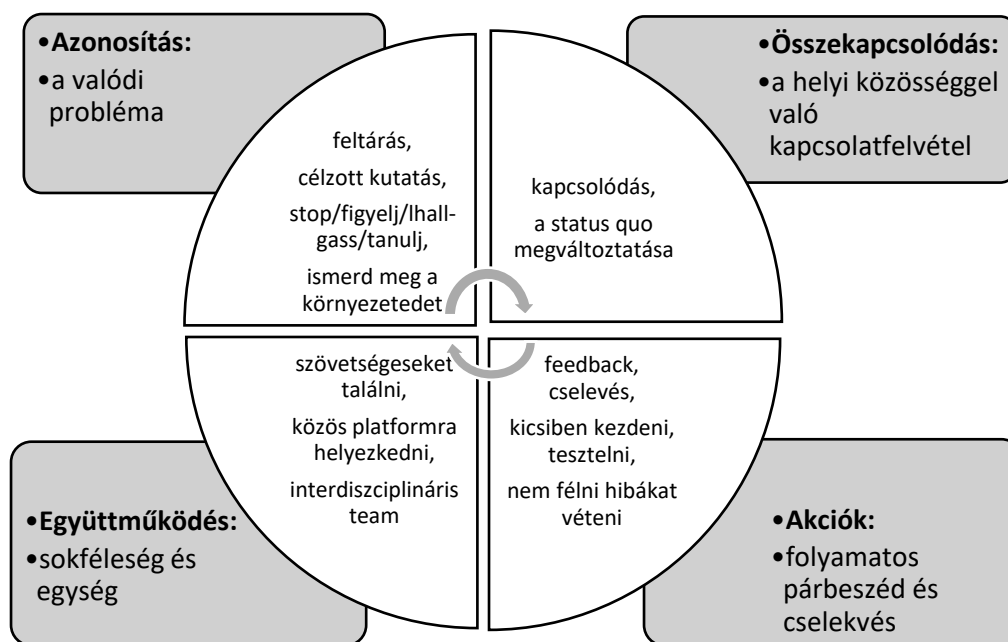 •Azonosítás:
•a valódi
probléma
feltárás,
célzott kutatás,
stop/figyelj/lhall-
gass/tanulj,
ismerd meg a
környezetedet
•Összekapcsolódás:
•a helyi közösséggel
való
kapcsolatfelvétel
kapcsolódás,
a status quo
megváltoztatása
szövetségeseket
találni,
közös platformra
helyezkedni,
interdiszciplináris
team
•Együttműködés:
•sokféleség és
egység
feedback,
cselevés,
kicsiben kezdeni,
tesztelni,
nem félni hibákat
véteni
•Akciók:
•folyamatos
párbeszéd és
cselekvés